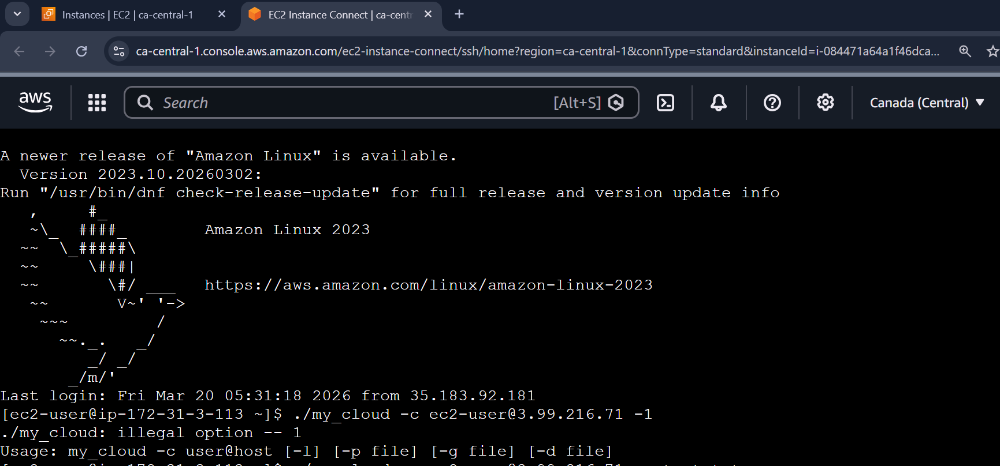 Instances | EC2 | ca-central-1
EC2 Instance Connect | ca-centr
ca-central-1.console.aws.amazon.com/ec2-instance-connect/ssh/home?region=ca-central-1&connType=standard&instanceId=i-084471a64a1f46dca...
aws
Search
[Alt+S]
Canada (Central)
A newer release of "Amazon Linux" is available.
  Version 2023.10.20260302:
Run "/usr/bin/dnf check-release-update" for full release and version update info
   ,     #_
   ~\_  ####_        Amazon Linux 2023
  ~~  \_#####\
  ~~     \###|
  ~~       \#/ ___   https://aws.amazon.com/linux/amazon-linux-2023
   ~~       V~' '->
    ~~~         /
      ~~._.   _/
         _/ _/
       _/m/'
Last login: Fri Mar 20 05:31:18 2026 from 35.183.92.181
[ec2-user@ip-172-31-3-113 ~]$ ./my_cloud -c ec2-user@3.99.216.71 -1
./my_cloud: illegal option -- 1
Usage: my_cloud -c user@host [-l] [-p file] [-g file] [-d file]